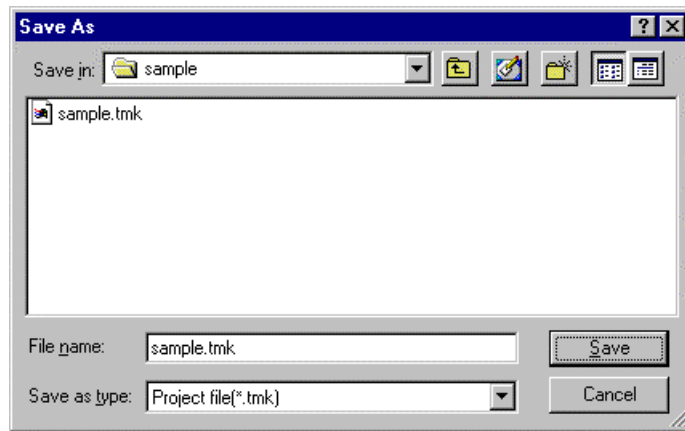 Save As
Save in: sample
sample.tmk
File name: sample.tmk Save
Save as type: Project file(*.tmk) Cancel